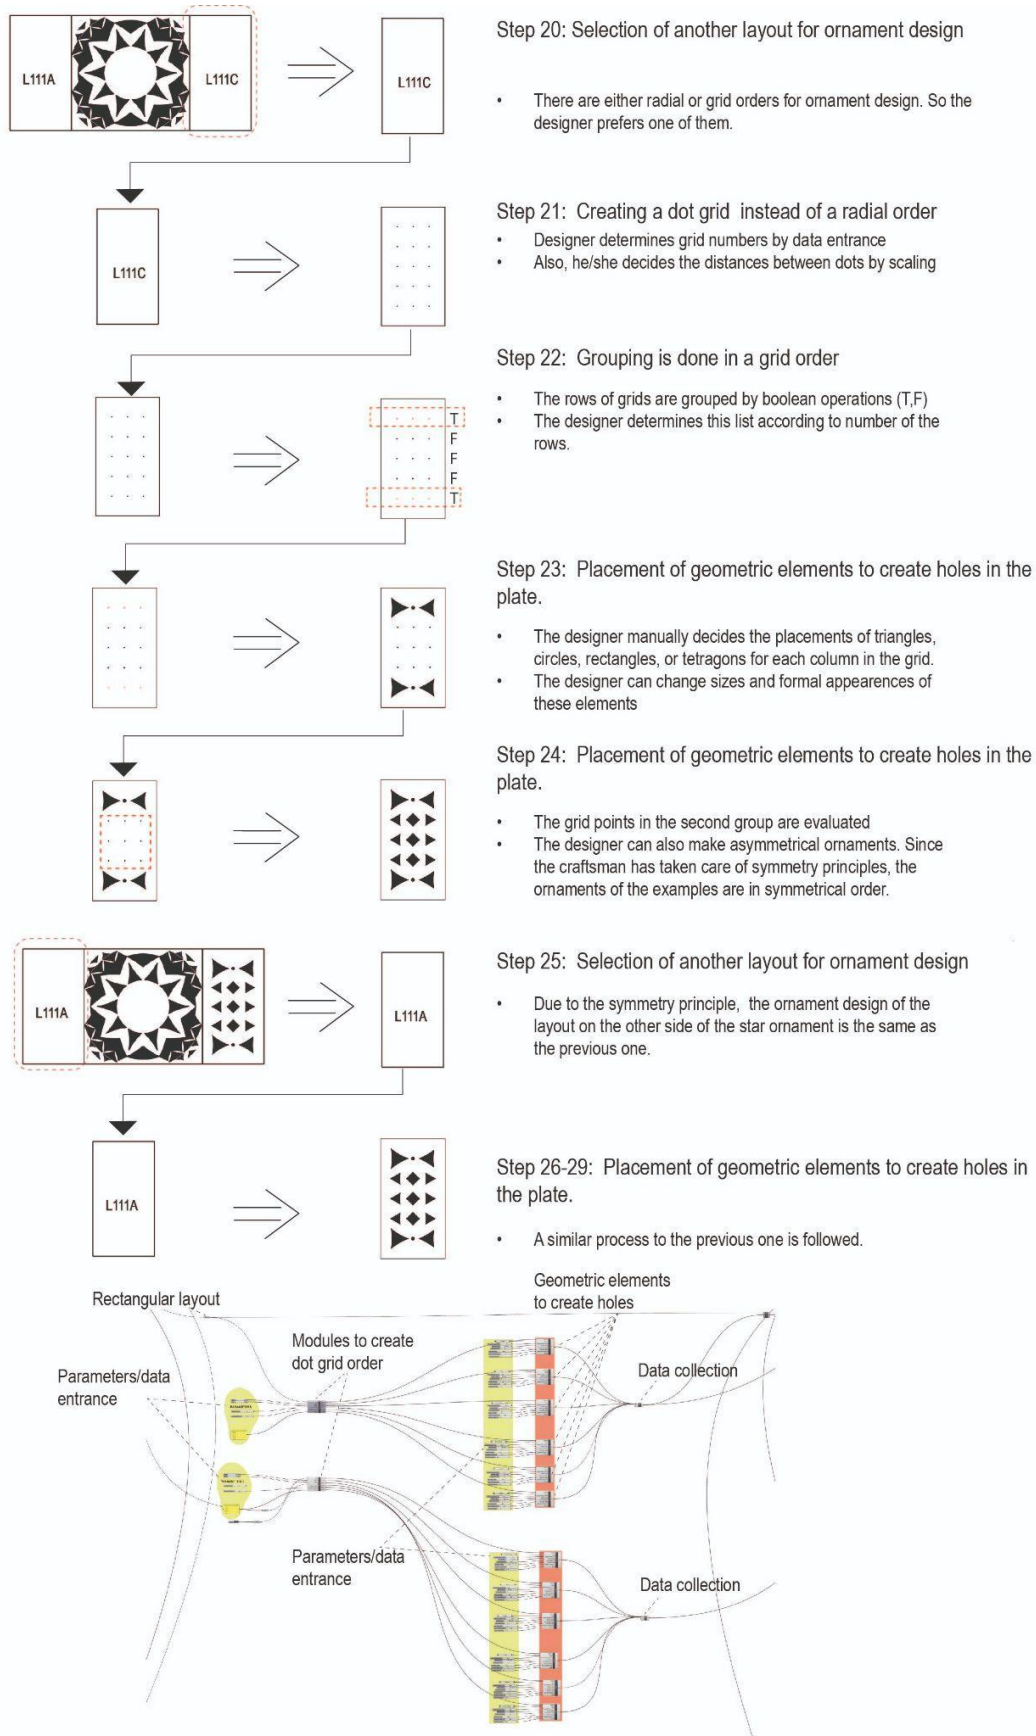 Step 20: Selection of another layout for ornament design
L111A
L111C
L111C
• There are either radial or grid orders for ornament design. So the
designer prefers one of them.
Step 21: Creating a dot grid instead of a radial order
• Designer determines grid numbers by data entrance
• Also, he/she decides the distances between dots by scaling
L111C
Step 22: Grouping is done in a grid order
• The rows of grids are grouped by boolean operations (T,F)
• The designer determines this list according to number of the
rows.
T
F
F
F
T
Step 23: Placement of geometric elements to create holes in the
plate.
• The designer manually decides the placements of triangles,
circles, rectangles, or tetragons for each column in the grid.
• The designer can change sizes and formal appearences of
these elements
Step 24: Placement of geometric elements to create holes in the
plate.
• The grid points in the second group are evaluated
• The designer can also make asymmetrical ornaments. Since
the craftsman has taken care of symmetry principles, the
ornaments of the examples are in symmetrical order.
Step 25: Selection of another layout for ornament design
L111A
L111A
• Due to the symmetry principle, the ornament design of the
layout on the other side of the star ornament is the same as
the previous one.
Step 26-29: Placement of geometric elements to create holes in
the plate.
L111A
• A similar process to the previous one is followed.
Rectangular layout
Geometric elements
to create holes
Modules to create
dot grid order
Parameters/data
entrance
Data collection
Parameters/data
entrance
Data collection